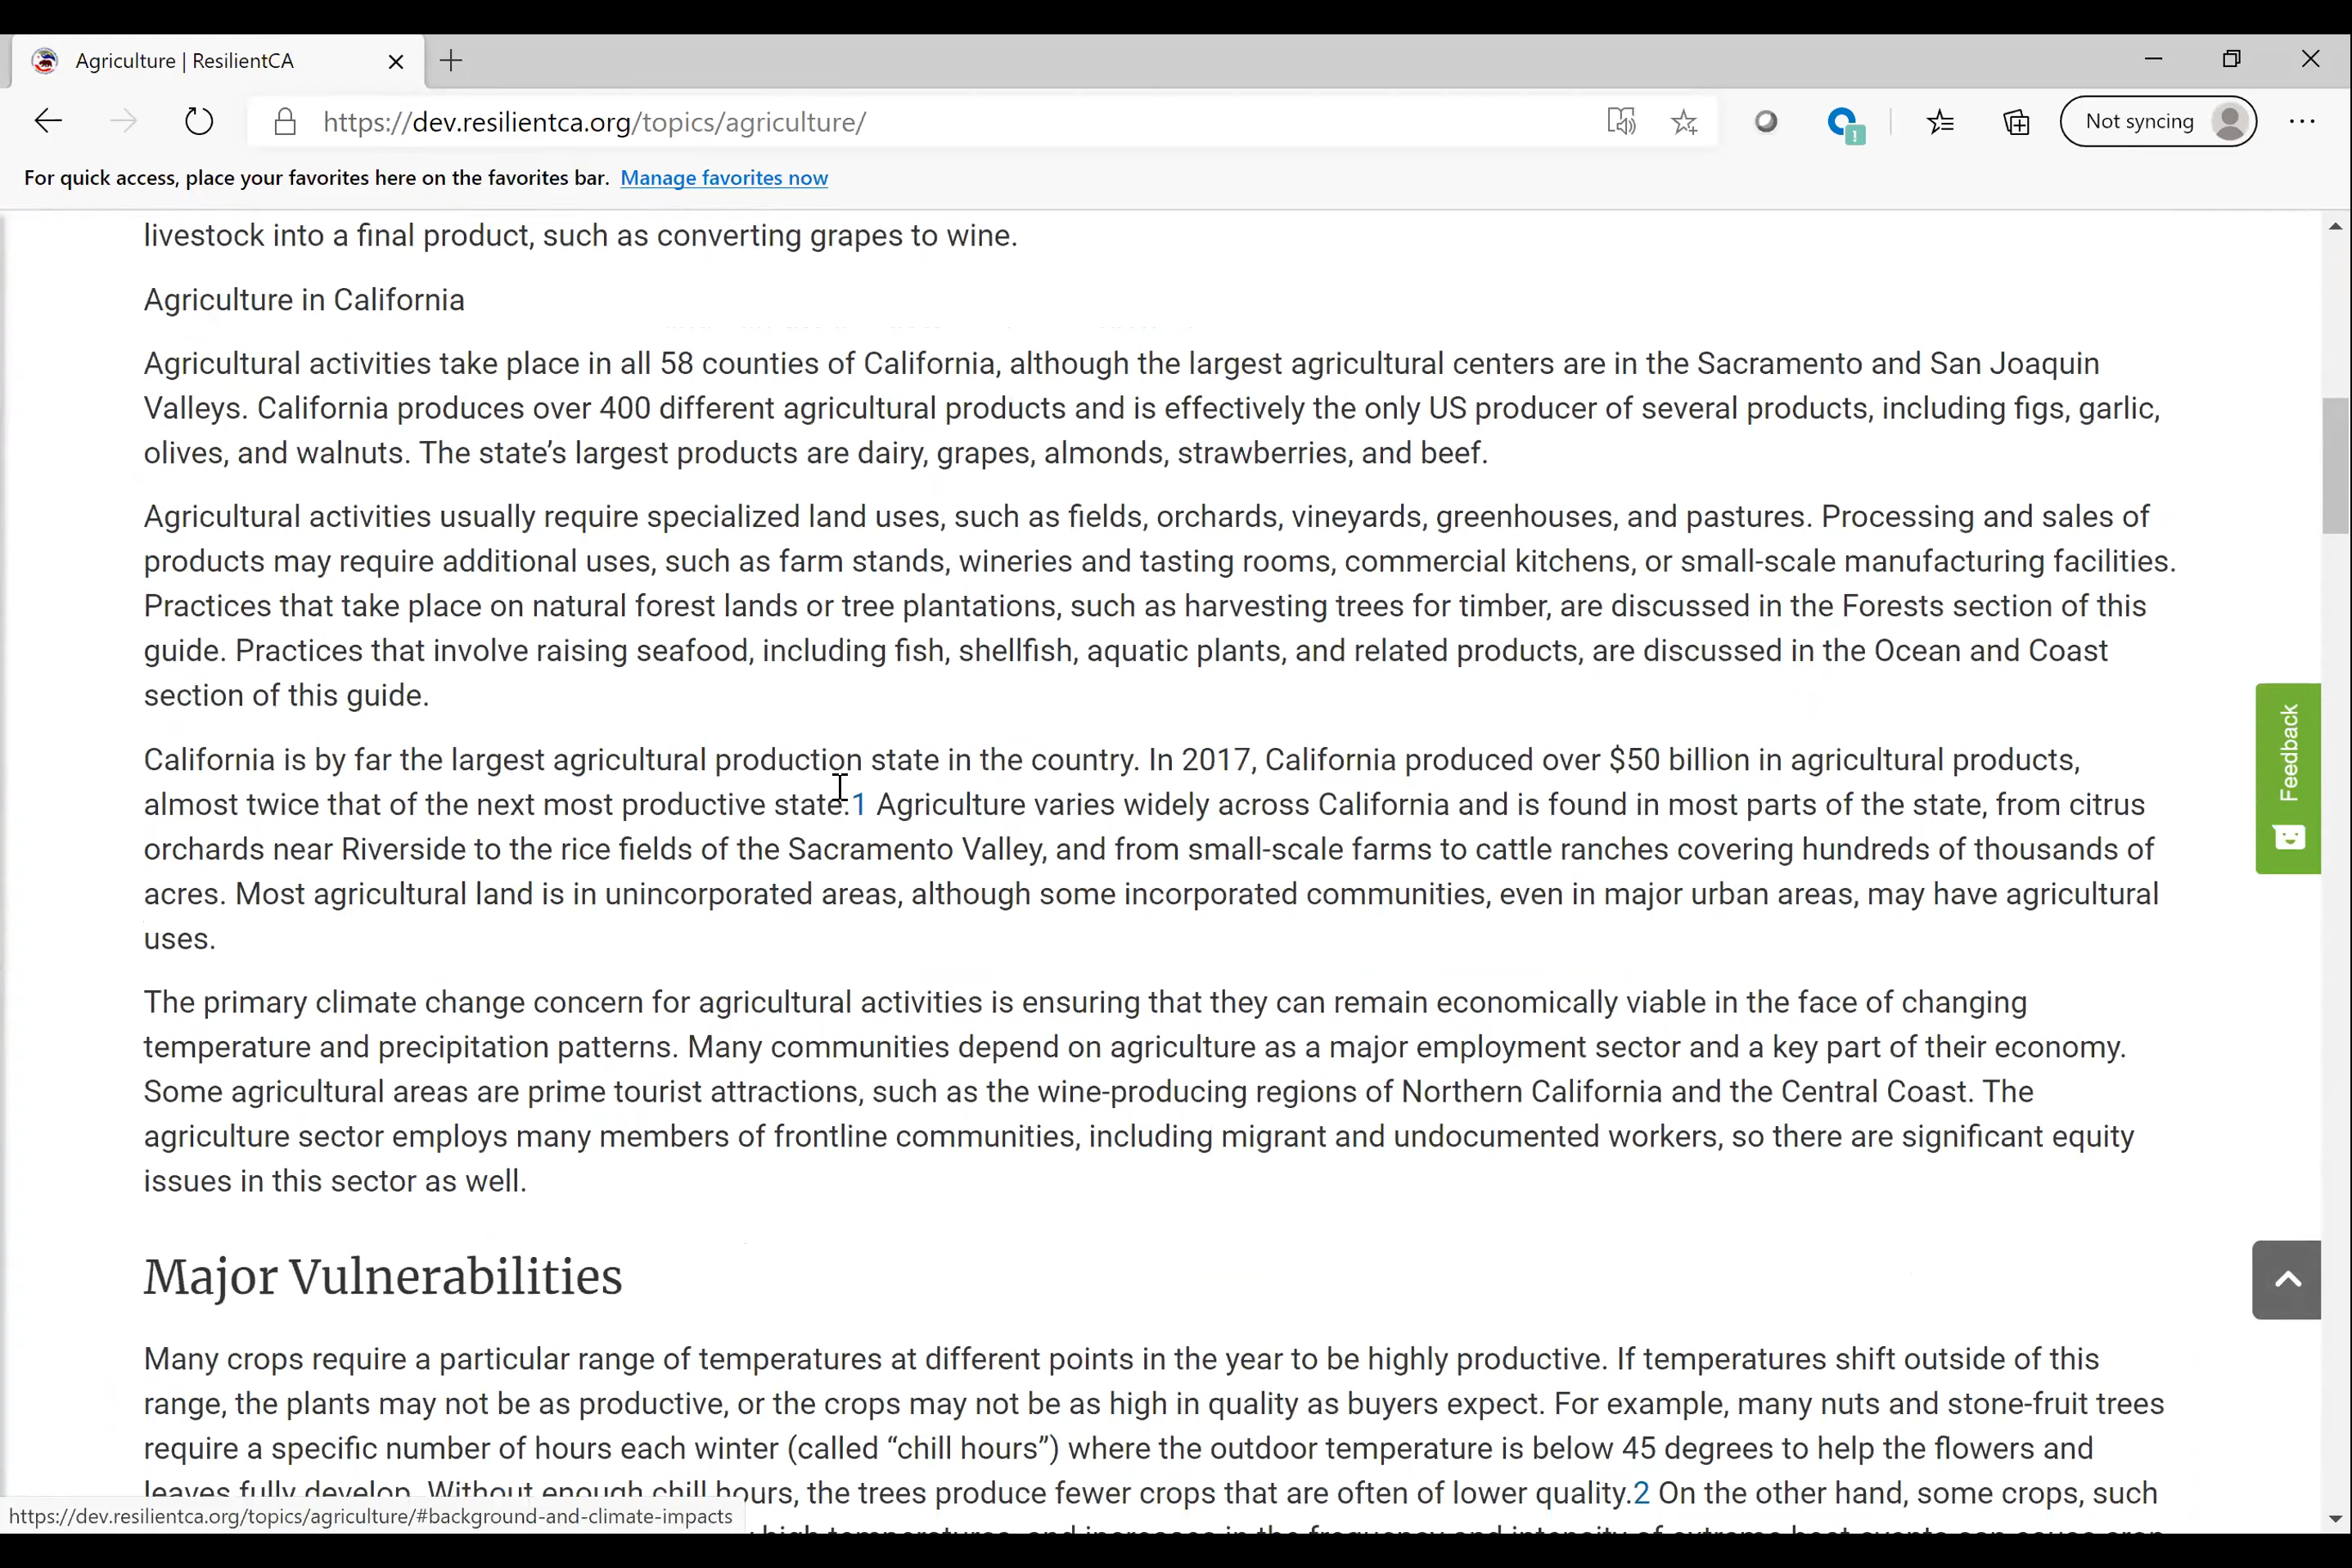 Agriculture | ResilientCA
https://dev.resilientca.org/topics/agriculture/
Not syncing
For quick access, place your favorites here on the favorites bar. Manage favorites now
livestock into a final product, such as converting grapes to wine.
Agriculture in California
Agricultural activities take place in all 58 counties of California, although the largest agricultural centers are in the Sacramento and San Joaquin
Valleys. California produces over 400 different agricultural products and is effectively the only US producer of several products, including figs, garlic,
olives, and walnuts. The state’s largest products are dairy, grapes, almonds, strawberries, and beef.
Agricultural activities usually require specialized land uses, such as fields, orchards, vineyards, greenhouses, and pastures. Processing and sales of
products may require additional uses, such as farm stands, wineries and tasting rooms, commercial kitchens, or small-scale manufacturing facilities.
Practices that take place on natural forest lands or tree plantations, such as harvesting trees for timber, are discussed in the Forests section of this
guide. Practices that involve raising seafood, including fish, shellfish, aquatic plants, and related products, are discussed in the Ocean and Coast
section of this guide.
California is by far the largest agricultural production state in the country. In 2017, California produced over $50 billion in agricultural products,
almost twice that of the next most productive state.1 Agriculture varies widely across California and is found in most parts of the state, from citrus
orchards near Riverside to the rice fields of the Sacramento Valley, and from small-scale farms to cattle ranches covering hundreds of thousands of
acres. Most agricultural land is in unincorporated areas, although some incorporated communities, even in major urban areas, may have agricultural
uses.
The primary climate change concern for agricultural activities is ensuring that they can remain economically viable in the face of changing
temperature and precipitation patterns. Many communities depend on agriculture as a major employment sector and a key part of their economy.
Some agricultural areas are prime tourist attractions, such as the wine-producing regions of Northern California and the Central Coast. The
agriculture sector employs many members of frontline communities, including migrant and undocumented workers, so there are significant equity
issues in this sector as well.
Feedback
Major Vulnerabilities
Many crops require a particular range of temperatures at different points in the year to be highly productive. If temperatures shift outside of this
range, the plants may not be as productive, or the crops may not be as high in quality as buyers expect. For example, many nuts and stone-fruit trees
require a specific number of hours each winter (called “chill hours”) where the outdoor temperature is below 45 degrees to help the flowers and
leaves fully develop. Without enough chill hours, the trees produce fewer crops that are often of lower quality.2 On the other hand, some crops, such
high temperatures, and increases in the frequency and intensity of extreme heat events can cause crop
https://dev.resilientca.org/topics/agriculture/#background-and-climate-impacts